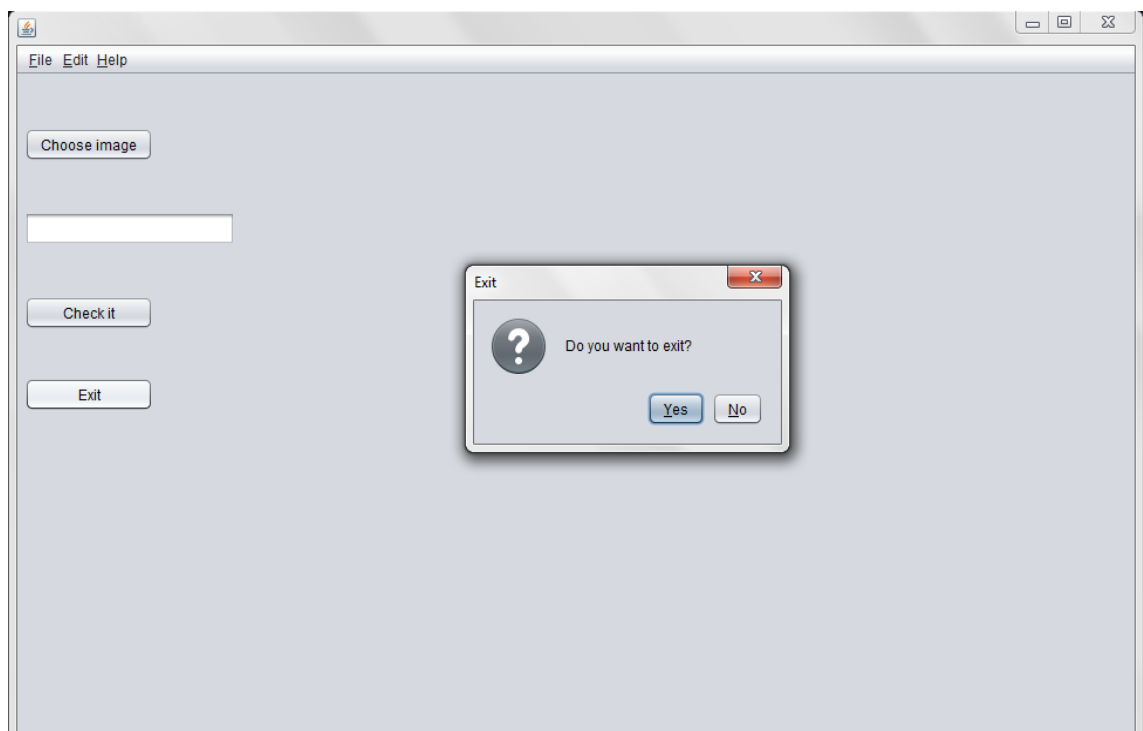 File Edit Help
Choose image
Check it
Exit
Exit
Do you want to exit?
Yes No